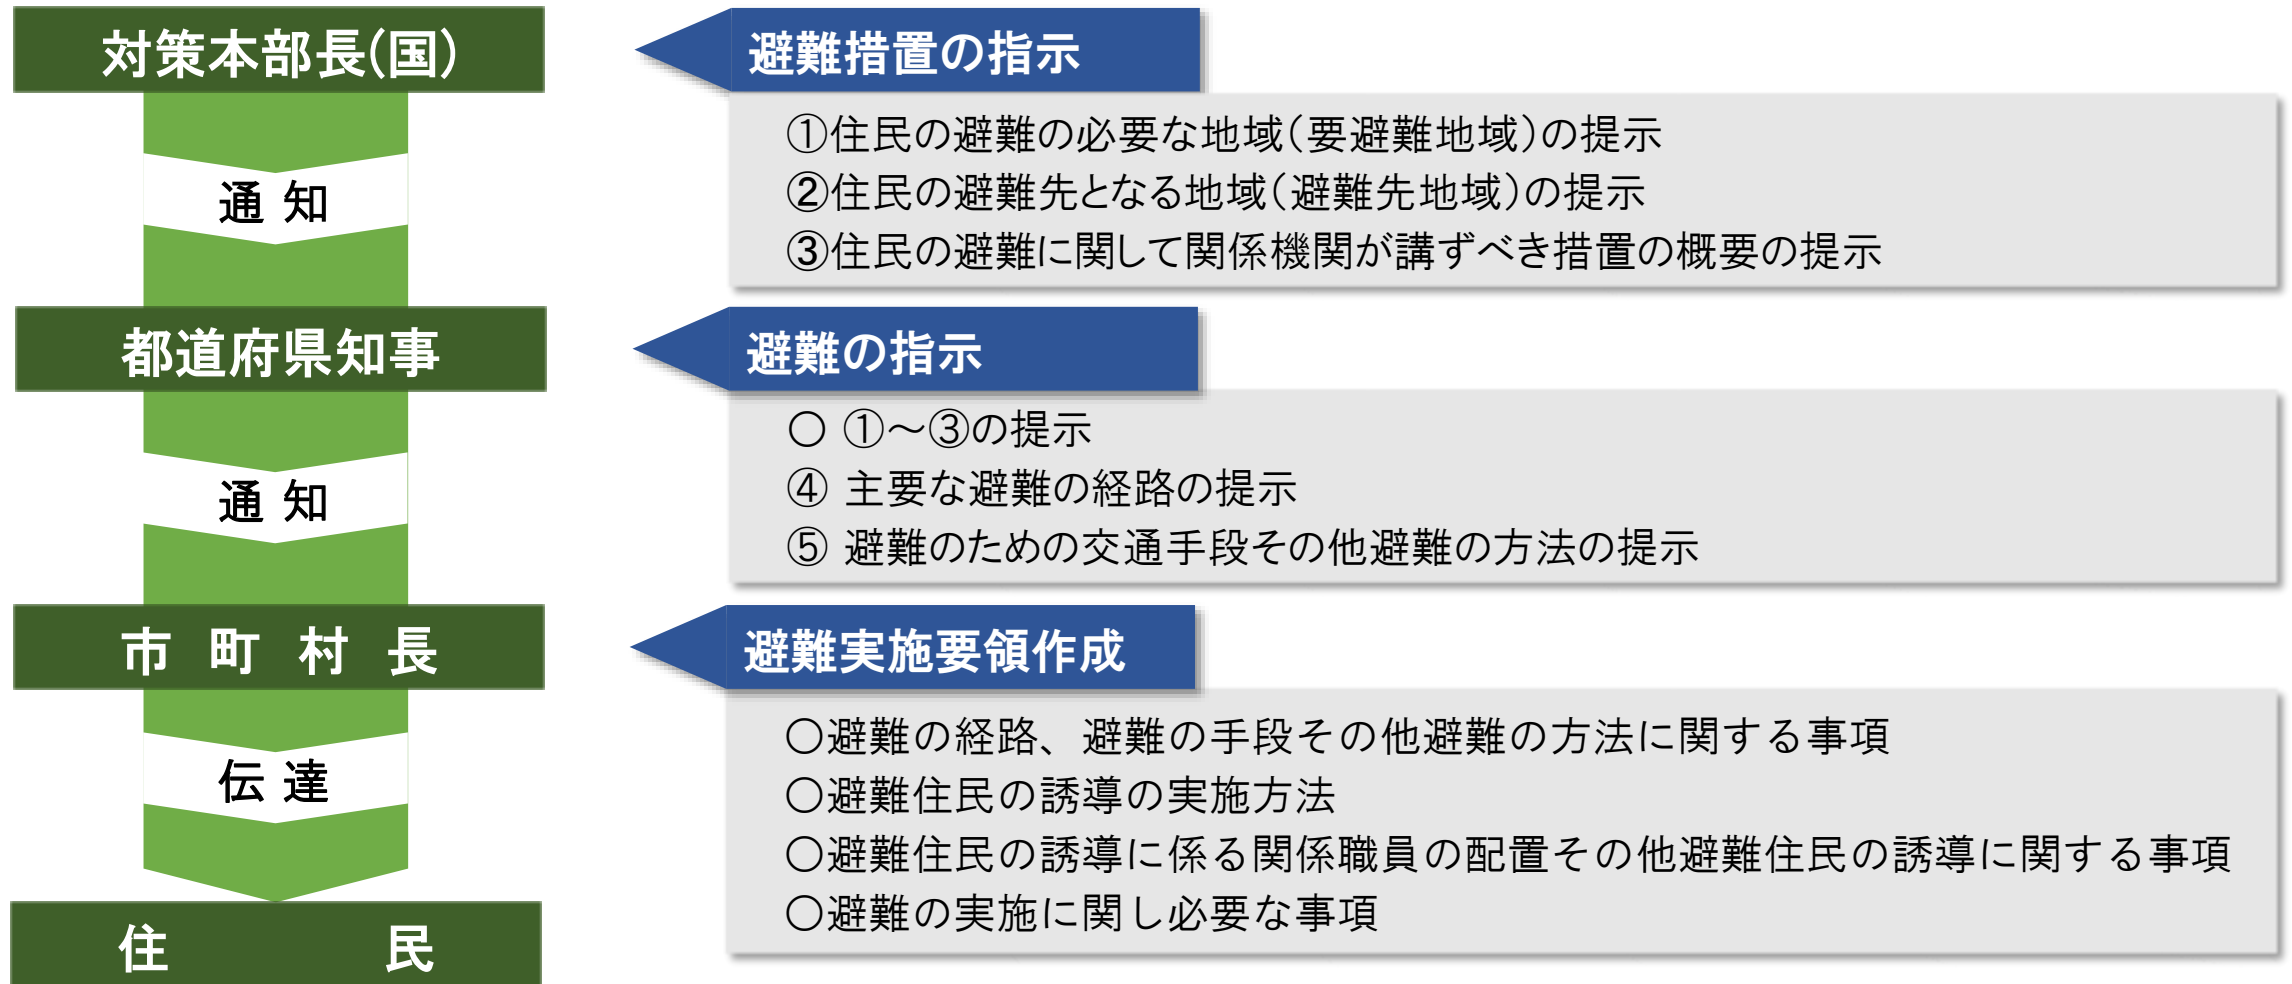 対策本部長(国)
避難措置の指示
①住民の避難の必要な地域(要避難地域)の提示
②住民の避難先となる地域(避難先地域)の提示
③住民の避難に関して関係機関が講ずべき措置の概要の提示
通 知
都道府県知事
避難の指示
〇 ①～③の提示
④ 主要な避難の経路の提示
⑤ 避難のための交通手段その他避難の方法の提示
通 知
市 町 村 長
避難実施要領作成
〇避難の経路、避難の手段その他避難の方法に関する事項
〇避難住民の誘導の実施方法
〇避難住民の誘導に係る関係職員の配置その他避難住民の誘導に関する事項
〇避難の実施に関し必要な事項
伝 達
住 民